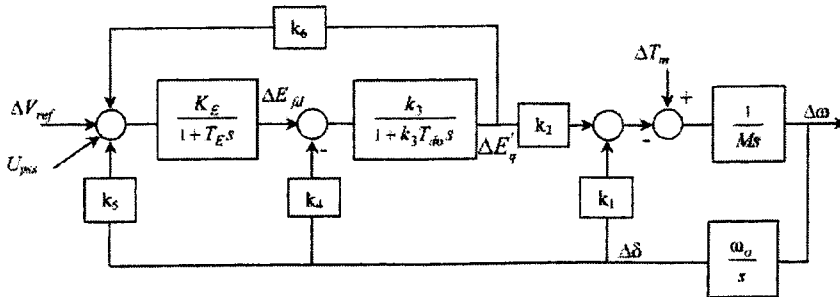 k₆
ΔTₘ
ΔV_ref
K_E
1 + T_E s
ΔE_fd
k₃
1 + k₃T_do s
k₂
+
1
Ms
Δω
U_pss
-
ΔE'_q
-
k₅
k₄
k₁
Δδ
ω_o
s